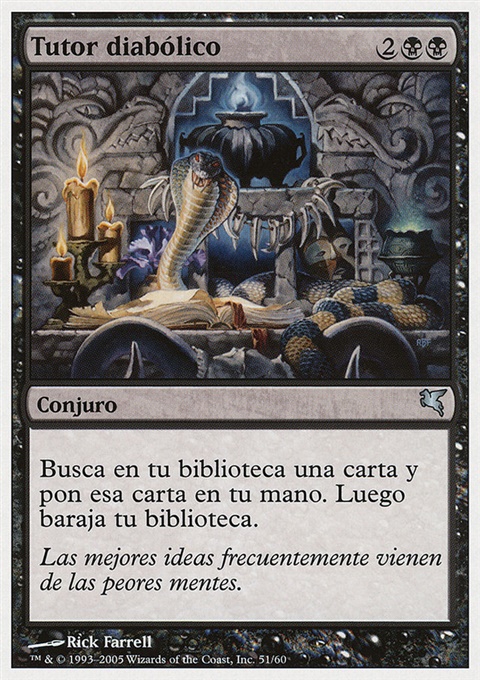 Tutor diabólico 2
Conjuro
Busca en tu biblioteca una carta y
pon esa carta en tu mano. Luego
baraja tu biblioteca.
Las mejores ideas frecuentemente vienen
de las peores mentes.
Rick Farrell
™ & © 1993–2005 Wizards of the Coast, Inc. 51/60